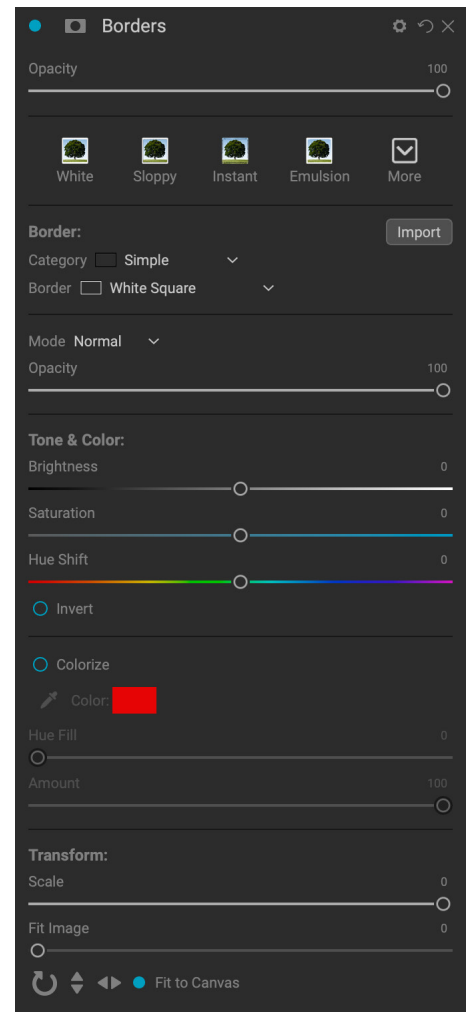 Borders
Opacity 100
White Sloppy Instant Emulsion More
Border: Import
Category Simple
Border White Square
Mode Normal
Opacity 100
Tone & Color:
Brightness 0
Saturation 0
Hue Shift 0
Invert
Colorize
Color:
Hue Fill 0
Amount 100
Transform:
Scale 0
Fit Image 0
Fit to Canvas